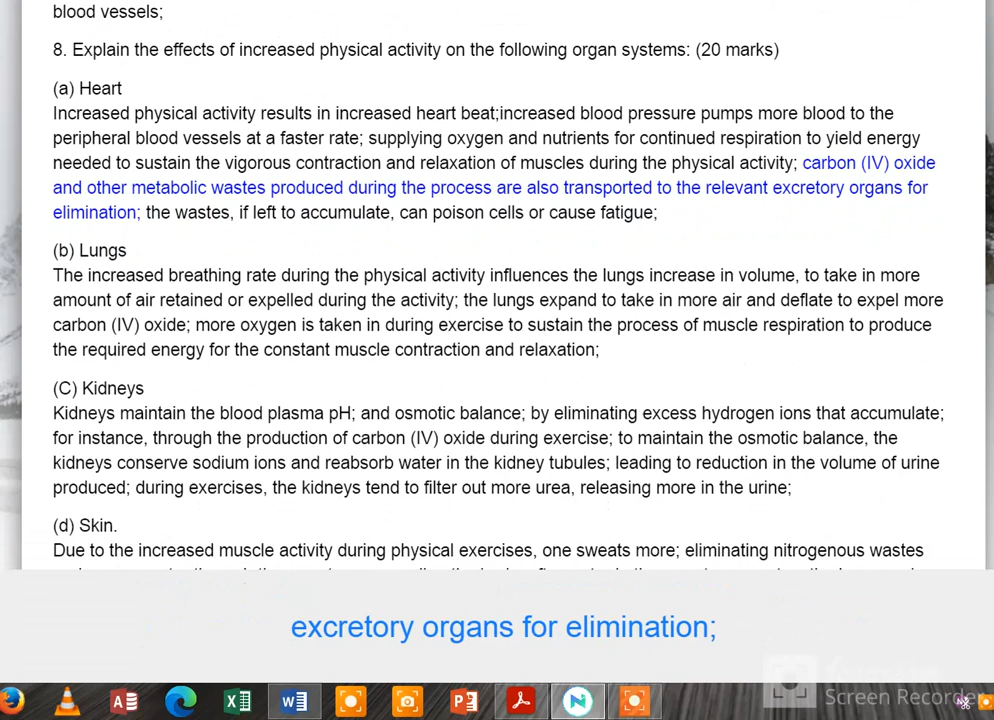 blood vessels;
8. Explain the effects of increased physical activity on the following organ systems: (20 marks)
(a) Heart
Increased physical activity results in increased heart beat;increased blood pressure pumps more blood to the
peripheral blood vessels at a faster rate; supplying oxygen and nutrients for continued respiration to yield energy
needed to sustain the vigorous contraction and relaxation of muscles during the physical activity; carbon (IV) oxide
and other metabolic wastes produced during the process are also transported to the relevant excretory organs for
elimination; the wastes, if left to accumulate, can poison cells or cause fatigue;
(b) Lungs
The increased breathing rate during the physical activity influences the lungs increase in volume, to take in more
amount of air retained or expelled during the activity; the lungs expand to take in more air and deflate to expel more
carbon (IV) oxide; more oxygen is taken in during exercise to sustain the process of muscle respiration to produce
the required energy for the constant muscle contraction and relaxation;
(C) Kidneys
Kidneys maintain the blood plasma pH; and osmotic balance; by eliminating excess hydrogen ions that accumulate;
for instance, through the production of carbon (IV) oxide during exercise; to maintain the osmotic balance, the
kidneys conserve sodium ions and reabsorb water in the kidney tubules; leading to reduction in the volume of urine
produced; during exercises, the kidneys tend to filter out more urea, releasing more in the urine;
(d) Skin.
Due to the increased muscle activity during physical exercises, one sweats more; eliminating nitrogenous wastes
excretory organs for elimination;
Screen Recorder